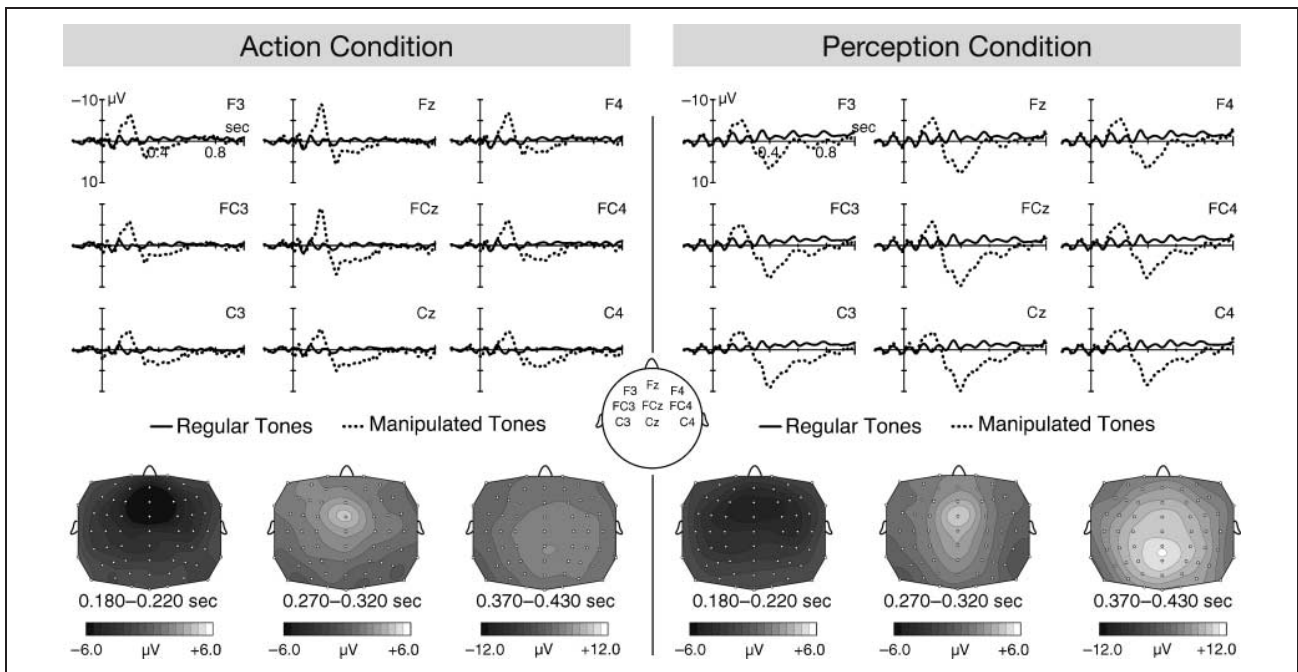 Action Condition
Perception Condition
−10 µV F3 Fz F4
sec
0.4 0.8
10
FC3 FCz FC4
C3 Cz C4
−10 µV F3 Fz F4
sec
0.4 0.8
10
FC3 FCz FC4
C3 Cz C4
Fz
F3 F4
FC3 FCz FC4
C3 Cz C4
Regular Tones Manipulated Tones
Regular Tones Manipulated Tones
0.180–0.220 sec 0.270–0.320 sec 0.370–0.430 sec
−6.0 µV +6.0 −6.0 µV +6.0 −12.0 µV +12.0
0.180–0.220 sec 0.270–0.320 sec 0.370–0.430 sec
−6.0 µV +6.0 −6.0 µV +6.0 −12.0 µV +12.0